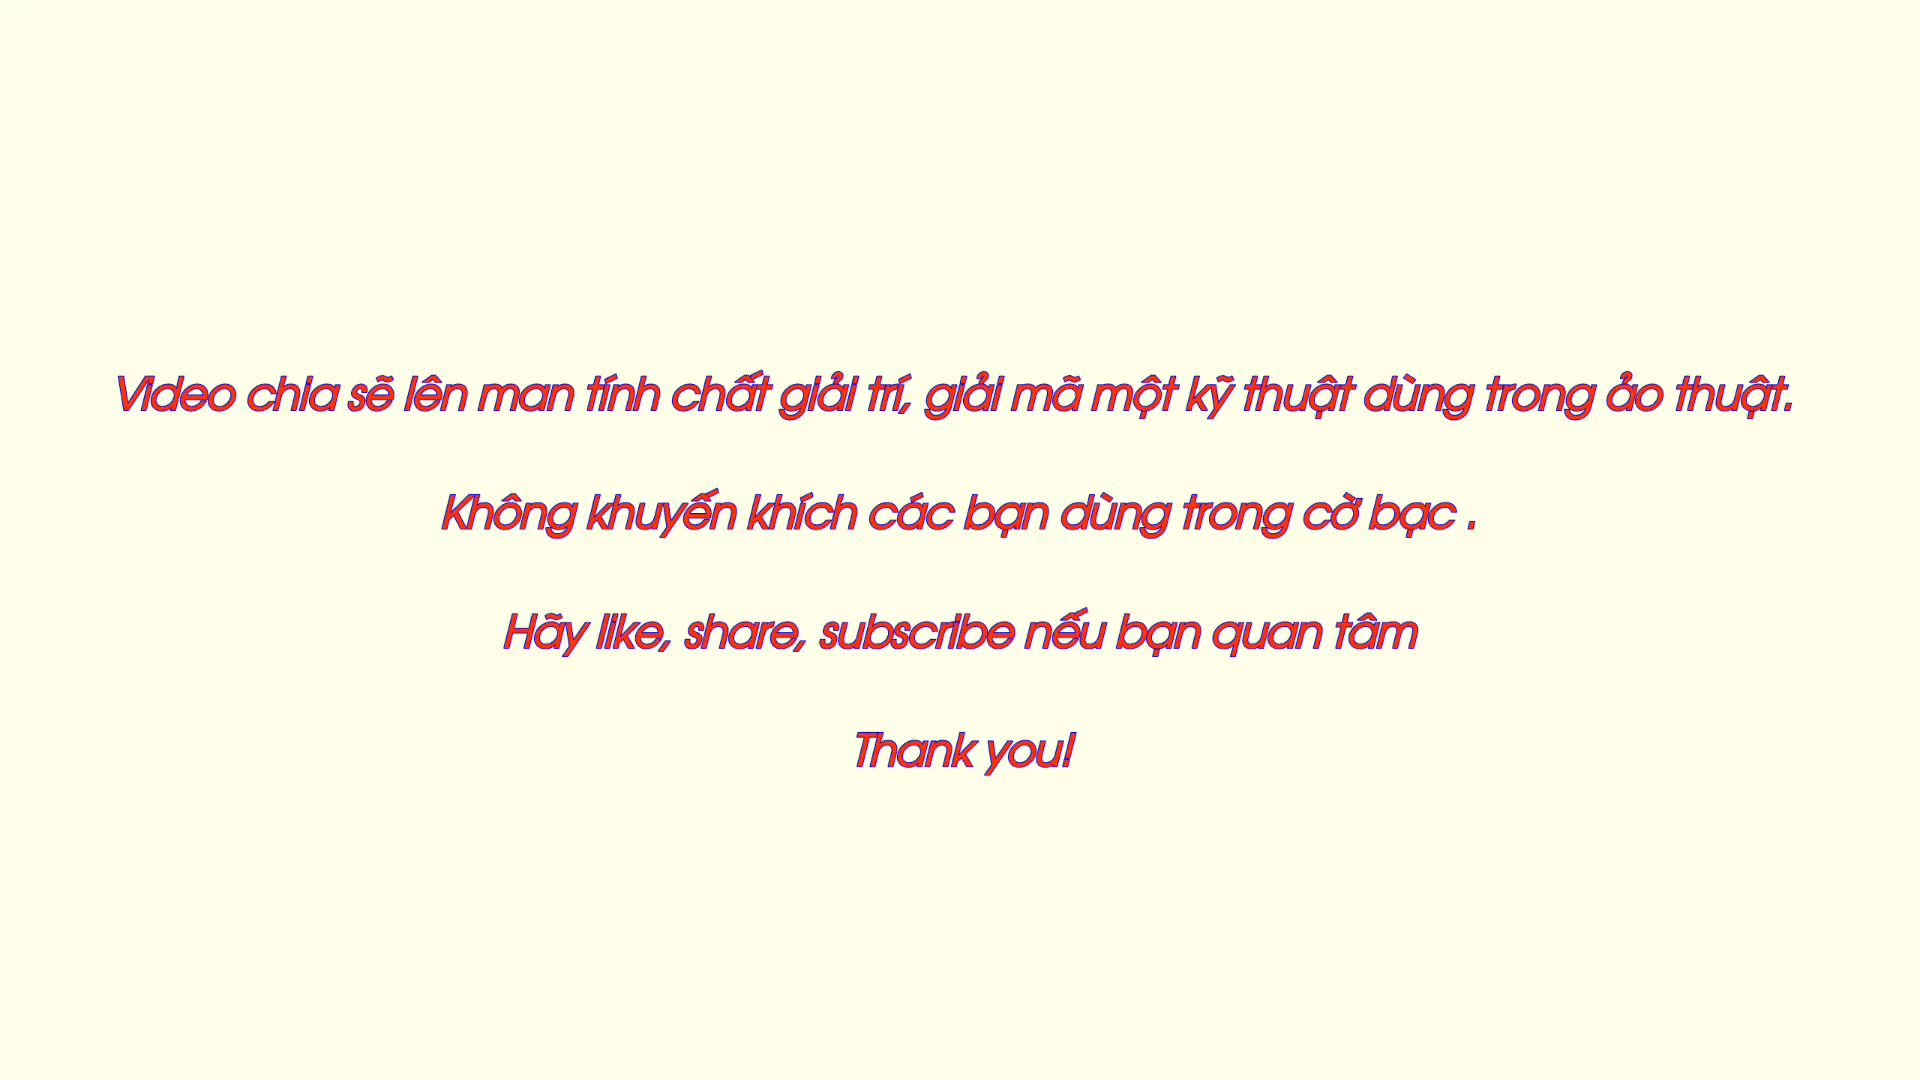 Video chia sẽ lên man tính chất giải trí, giải mã một kỹ thuật dùng trong ảo thuật.
Không khuyến khích các bạn dùng trong cờ bạc .
Hãy like, share, subscribe nếu bạn quan tâm
Thank you!